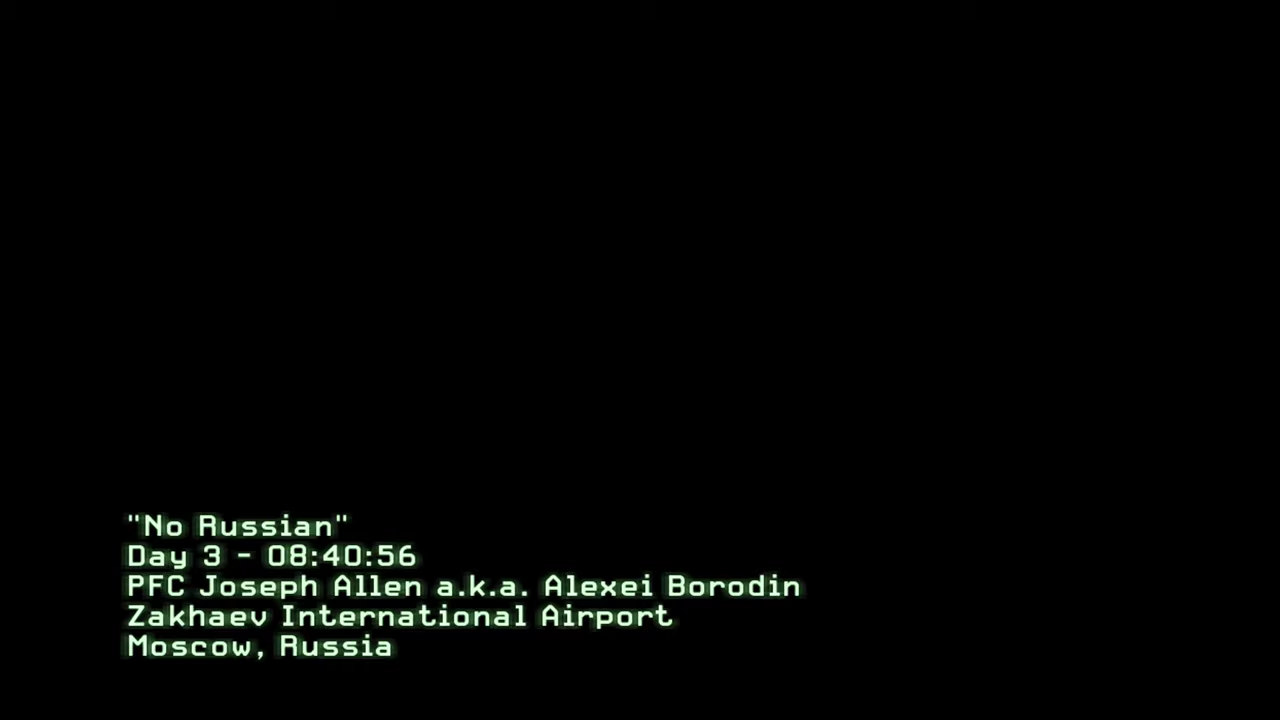 "No Russian"
Day 3 - 08:40:56
PFC Joseph Allen a.k.a. Alexei Borodin
Zakhaev International Airport
Moscow, Russia